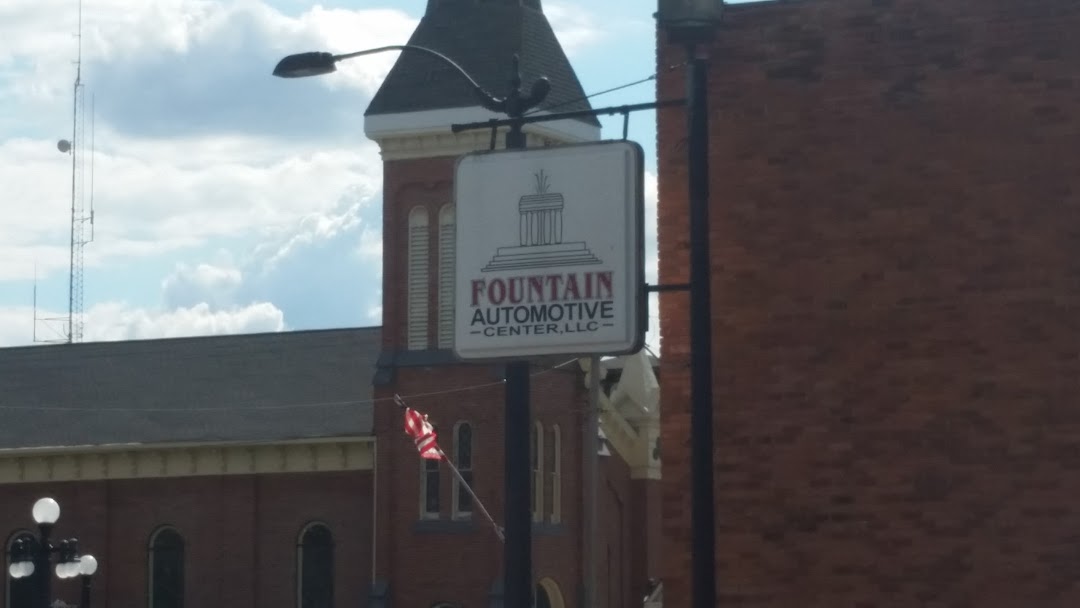 FOUNTAIN
AUTOMOTIVE
-CENTER, LLC-